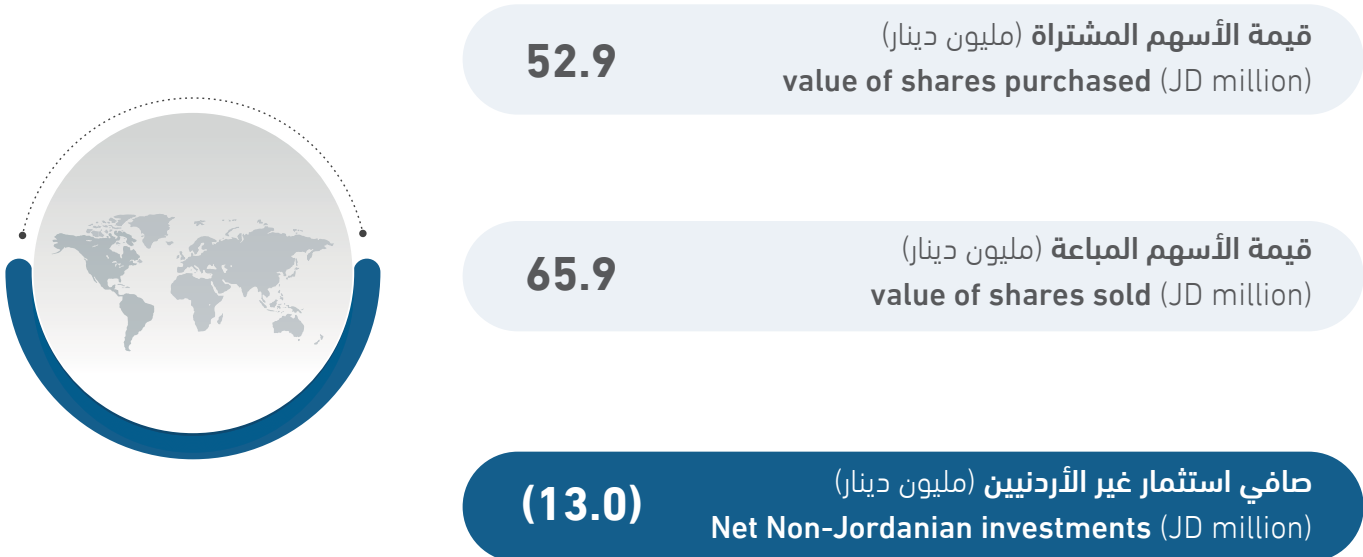 قيمة الأسهم المشتراة (مليون دينار)
value of shares purchased (JD million)
52.9
قيمة الأسهم المباعة (مليون دينار)
value of shares sold (JD million)
65.9
صافي استثمار غير الأردنيين (مليون دينار)
Net Non-Jordanian investments (JD million)
(13.0)